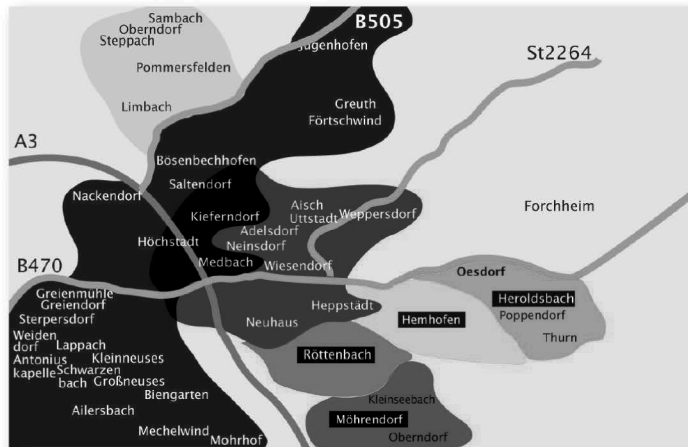 Sambach
B505
Oberndorf
Steppach
Jugenhofen
St2264
Pommersfelden
Limbach
Greuth
Förtschwind
A3
Bösenbechhofen
Saltendorf
Nackendorf
Aisch
Kieferndorf
Uttstadt
Weppersdorf
Forchheim
Adelsdorf
Höchstadt
Neinsdorf
Medbach
Wiesendorf
B470
Oesdorf
Greienmühle
Greiendorf
Heppstädt
Heroldsbach
Sterpersdorf
Neuhaus
Hemhofen
Poppendorf
Weiden
dorf
Lappach
Thurn
Antonius
kapelle
Kleinneuses
Röttenbach
Schwarzen
bach
Großneuses
Biengarten
Kleinseebach
Ailersbach
Möhrendorf
Mechelwind
Mohrhof
Oberndorf